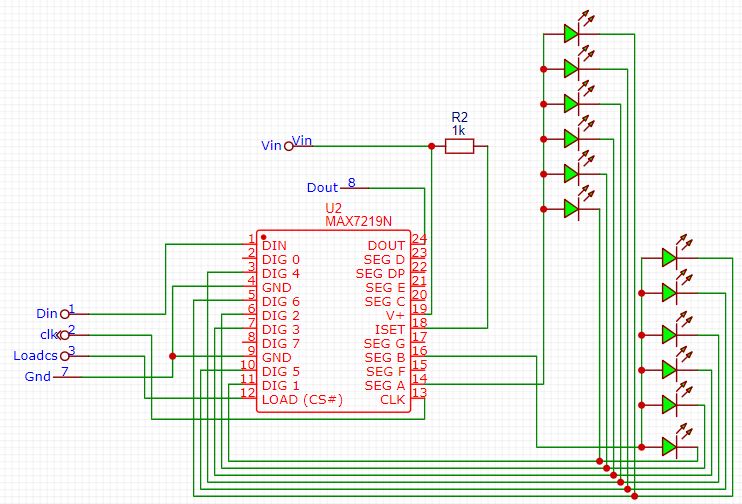 R2
1k
Vin Vin
Dout 8
U2
MAX7219N
1 DIN DOUT 24
2 DIG 0 SEG D 23
3 DIG 4 SEG DP 22
4 GND SEG E 21
5 DIG 6 SEG C 20
6 DIG 2 V+ 19
7 DIG 3 ISET 18
8 DIG 7 SEG G 17
9 GND SEG B 16
10 DIG 5 SEG F 15
11 DIG 1 SEG A 14
12 LOAD (CS#) CLK 13
Din 1
clk 2
Loadcs 3
Gnd 7